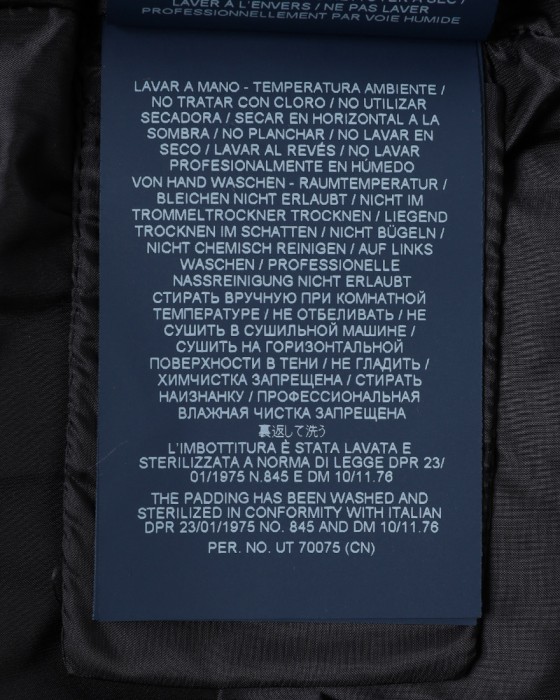 LAVER À L'ENVERS / NE PAS LAVER
PROFESSIONNELLEMENT PAR VOIE HUMIDE
LAVAR A MANO - TEMPERATURA AMBIENTE /
NO TRATAR CON CLORO / NO UTILIZAR
SECADORA / SECAR EN HORIZONTAL A LA
SOMBRA / NO PLANCHAR / NO LAVAR EN
SECO / LAVAR AL REVÉS / NO LAVAR
PROFESIONALMENTE EN HÚMEDO
VON HAND WASCHEN - RAUMTEMPERATUR /
BLEICHEN NICHT ERLAUBT / NICHT IM
TROMMELTROCKNER TROCKNEN / LIEGEND
TROCKNEN IM SCHATTEN / NICHT BÜGELN /
NICHT CHEMISCH REINIGEN / AUF LINKS
WASCHEN / PROFESSIONELLE
NASSREINIGUNG NICHT ERLAUBT
СТИРАТЬ ВРУЧНУЮ ПРИ КОМНАТНОЙ
ТЕМПЕРАТУРЕ / НЕ ОТБЕЛИВАТЬ / НЕ
СУШИТЬ В СУШИЛЬНОЙ МАШИНЕ /
СУШИТЬ НА ГОРИЗОНТАЛЬНОЙ
ПОВЕРХНОСТИ В ТЕНИ / НЕ ГЛАДИТЬ /
ХИМЧИСТКА ЗАПРЕЩЕНА / СТИРАТЬ
НАИЗНАНКУ / ПРОФЕССИОНАЛЬНАЯ
ВЛАЖНАЯ ЧИСТКА ЗАПРЕЩЕНА
裏返して洗う
L'IMBOTTITURA È STATA LAVATA E
STERILIZZATA A NORMA DI LEGGE DPR 23/
01/1975 N.845 E DM 10/11.76
THE PADDING HAS BEEN WASHED AND
STERILIZED IN CONFORMITY WITH ITALIAN
DPR 23/01/1975 NO. 845 AND DM 10/11.76
PER. NO. UT 70075 (CN)